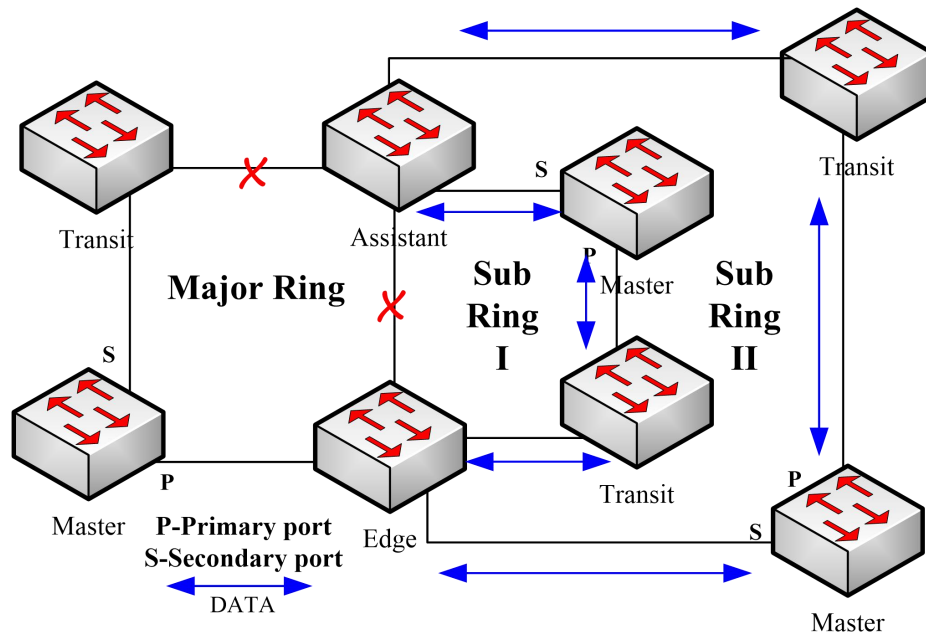 Transit
S
Transit
Assistant
P
Master
Major Ring
Sub
Ring
I
Sub
Ring
II
S
P
Master
P-Primary port
S-Secondary port
DATA
Edge
Transit
P
S
Master